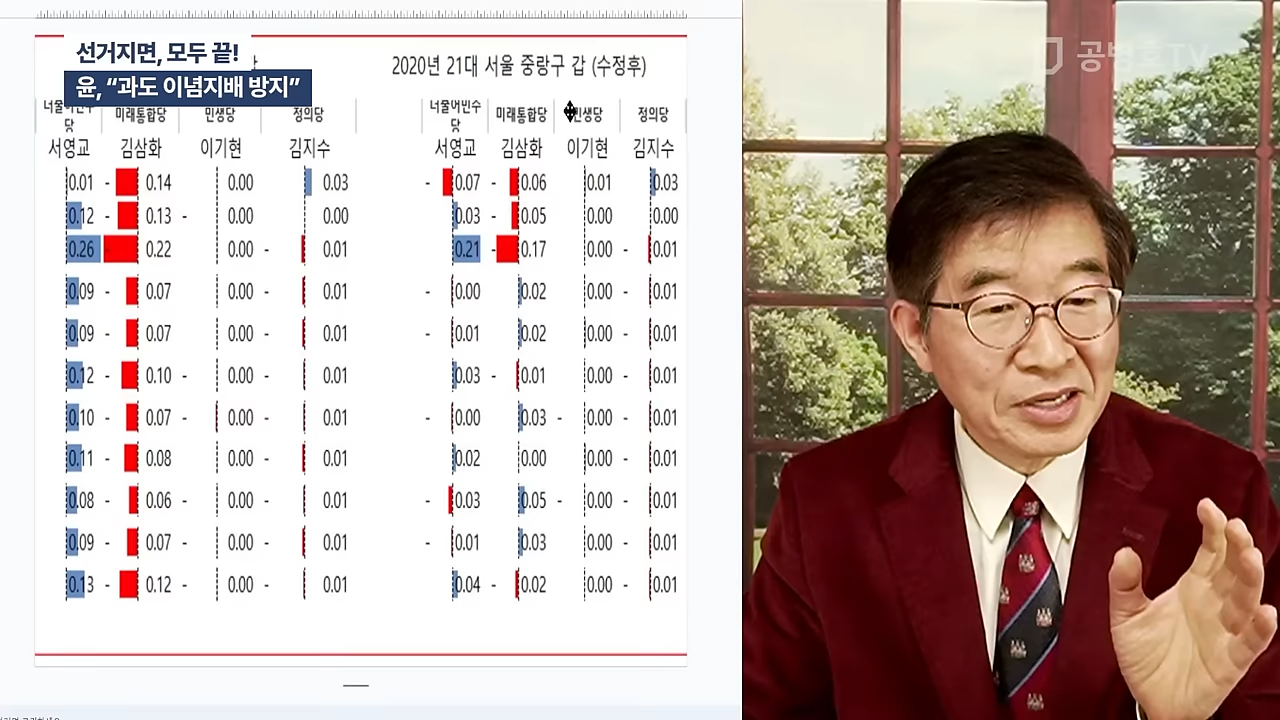 선거지면, 모두 끝!
윤, “과도 이념지배 방지”
2020년 21대 서울 중랑구 갑 (수정후)
공병호TV
당 미래통합당 민생당 정의당 당 미래통합당 민생당 정의당
서영교 김삼화 이기현 김지수 서영교 김삼화 이기현 김지수
0.01 - 0.14 0.00 0.03 - 0.07 - 0.06 0.01 0.03
0.12 - 0.13 - 0.00 0.00 0.03 - 0.05 0.00 0.00
0.26 - 0.22 0.00 - 0.01 0.21 - 0.17 0.00 - 0.01
0.09 - 0.07 0.00 - 0.01 - 0.00 0.02 0.00 - 0.01
0.09 - 0.07 0.00 - 0.01 - 0.01 0.02 0.00 - 0.01
0.12 - 0.10 - 0.00 - 0.01 0.03 - 0.01 0.00 - 0.01
0.10 - 0.07 - 0.00 - 0.01 - 0.00 0.03 - 0.00 - 0.01
0.11 - 0.08 0.00 - 0.01 0.02 0.00 0.00 - 0.01
0.08 - 0.06 0.00 - 0.01 - 0.03 0.05 - 0.00 - 0.01
0.09 - 0.07 - 0.00 - 0.01 - 0.01 0.03 0.00 - 0.01
0.13 - 0.12 0.00 - 0.01 0.04 - 0.02 0.00 - 0.01